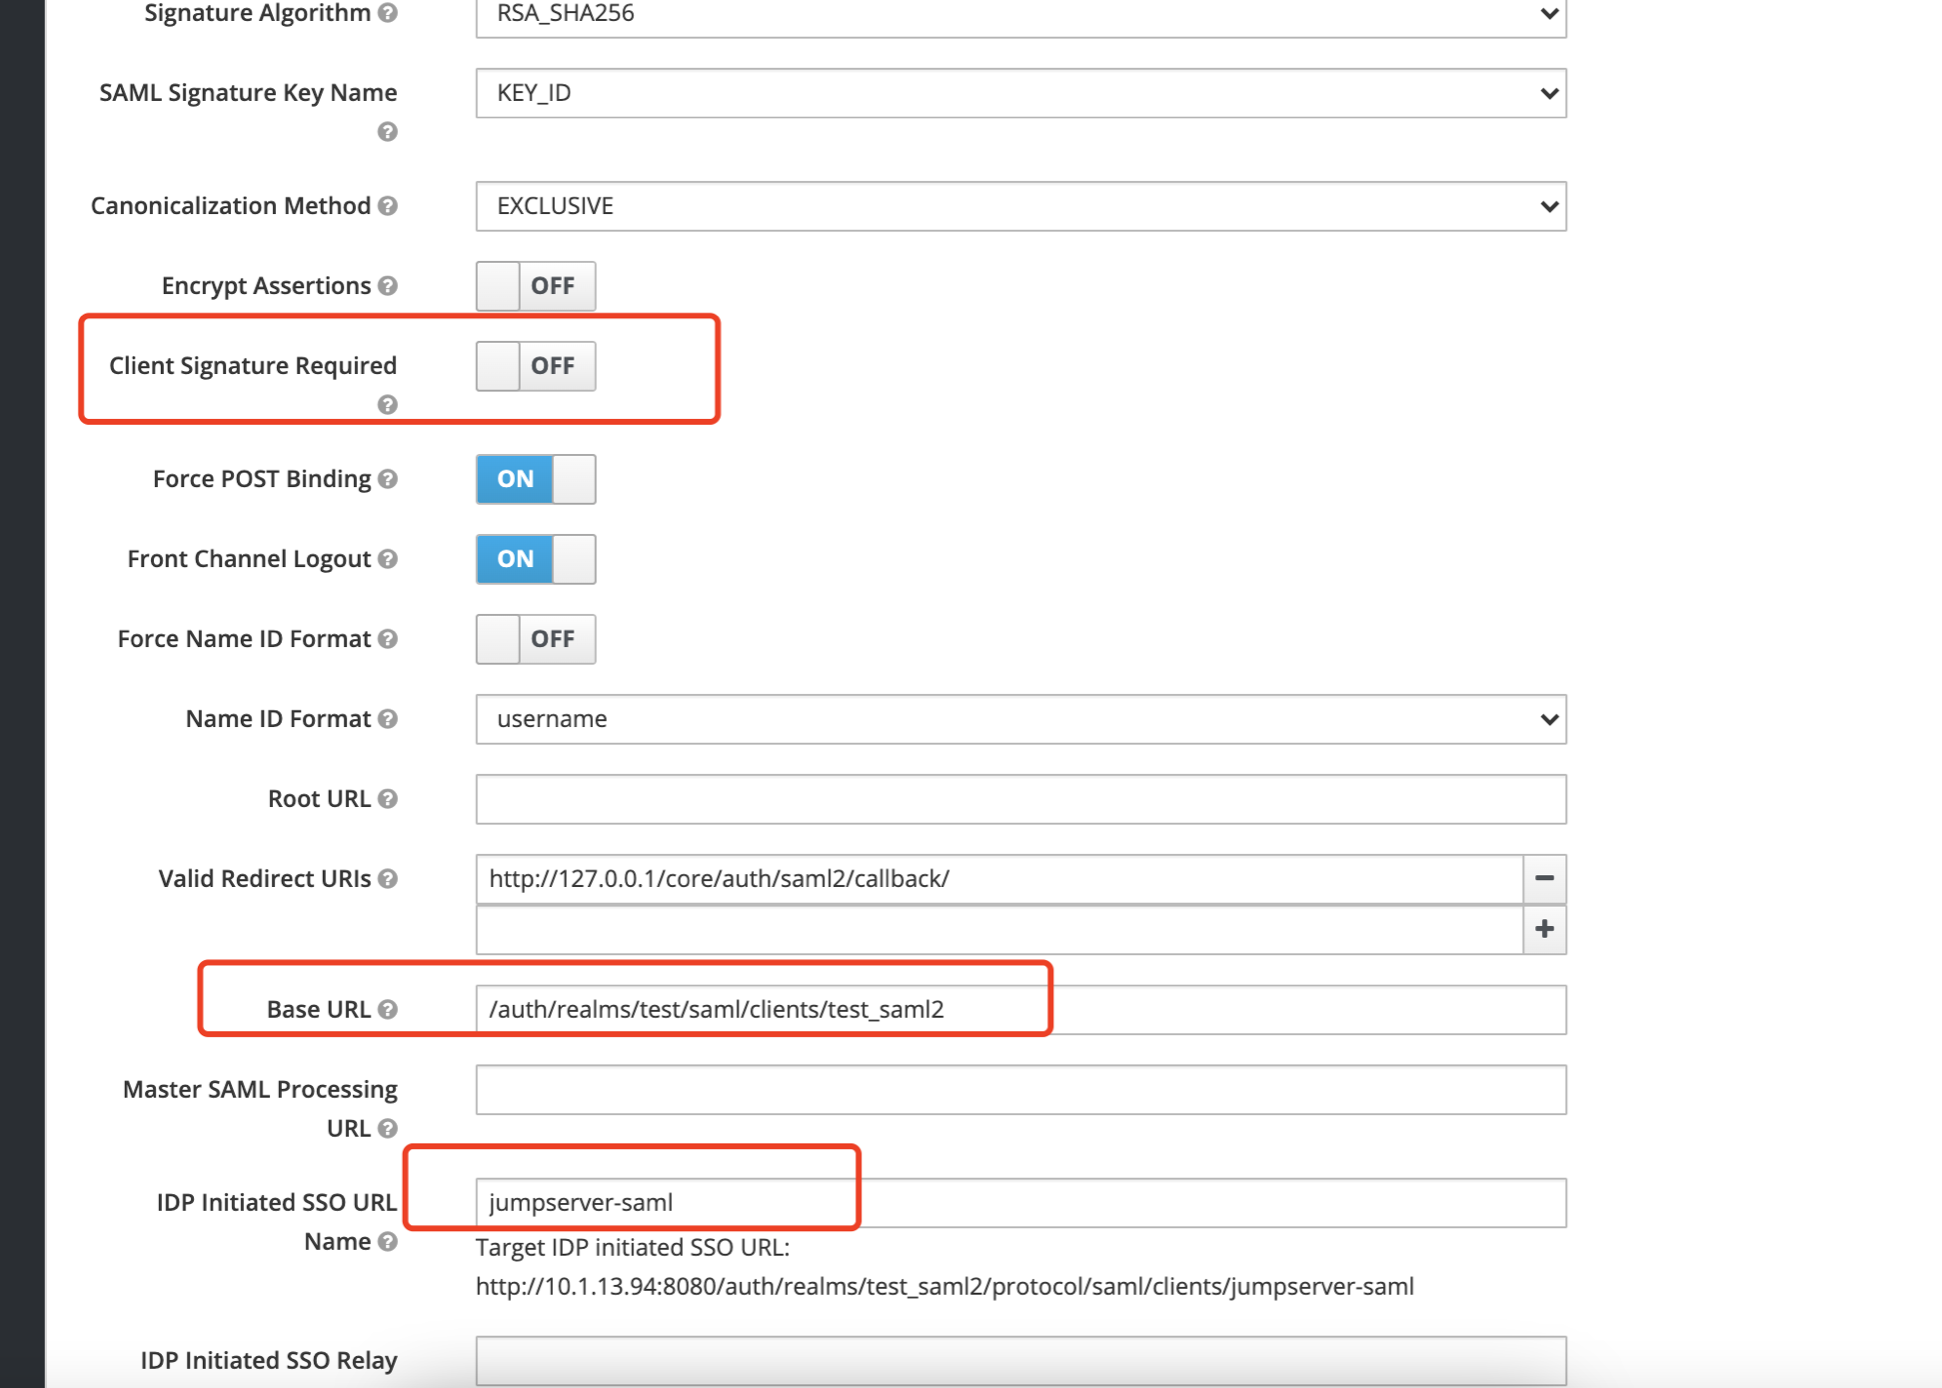 Signature Algorithm RSA_SHA256
SAML Signature Key Name KEY_ID
Canonicalization Method EXCLUSIVE
Encrypt Assertions OFF
Client Signature Required OFF
Force POST Binding ON
Front Channel Logout ON
Force Name ID Format OFF
Name ID Format username
Root URL
Valid Redirect URIs http://127.0.0.1/core/auth/saml2/callback/
Base URL /auth/realms/test/saml/clients/test_saml2
Master SAML Processing
URL
IDP Initiated SSO URL jumpserver-saml
Name Target IDP initiated SSO URL:
http://10.1.13.94:8080/auth/realms/test_saml2/protocol/saml/clients/jumpserver-saml
IDP Initiated SSO Relay